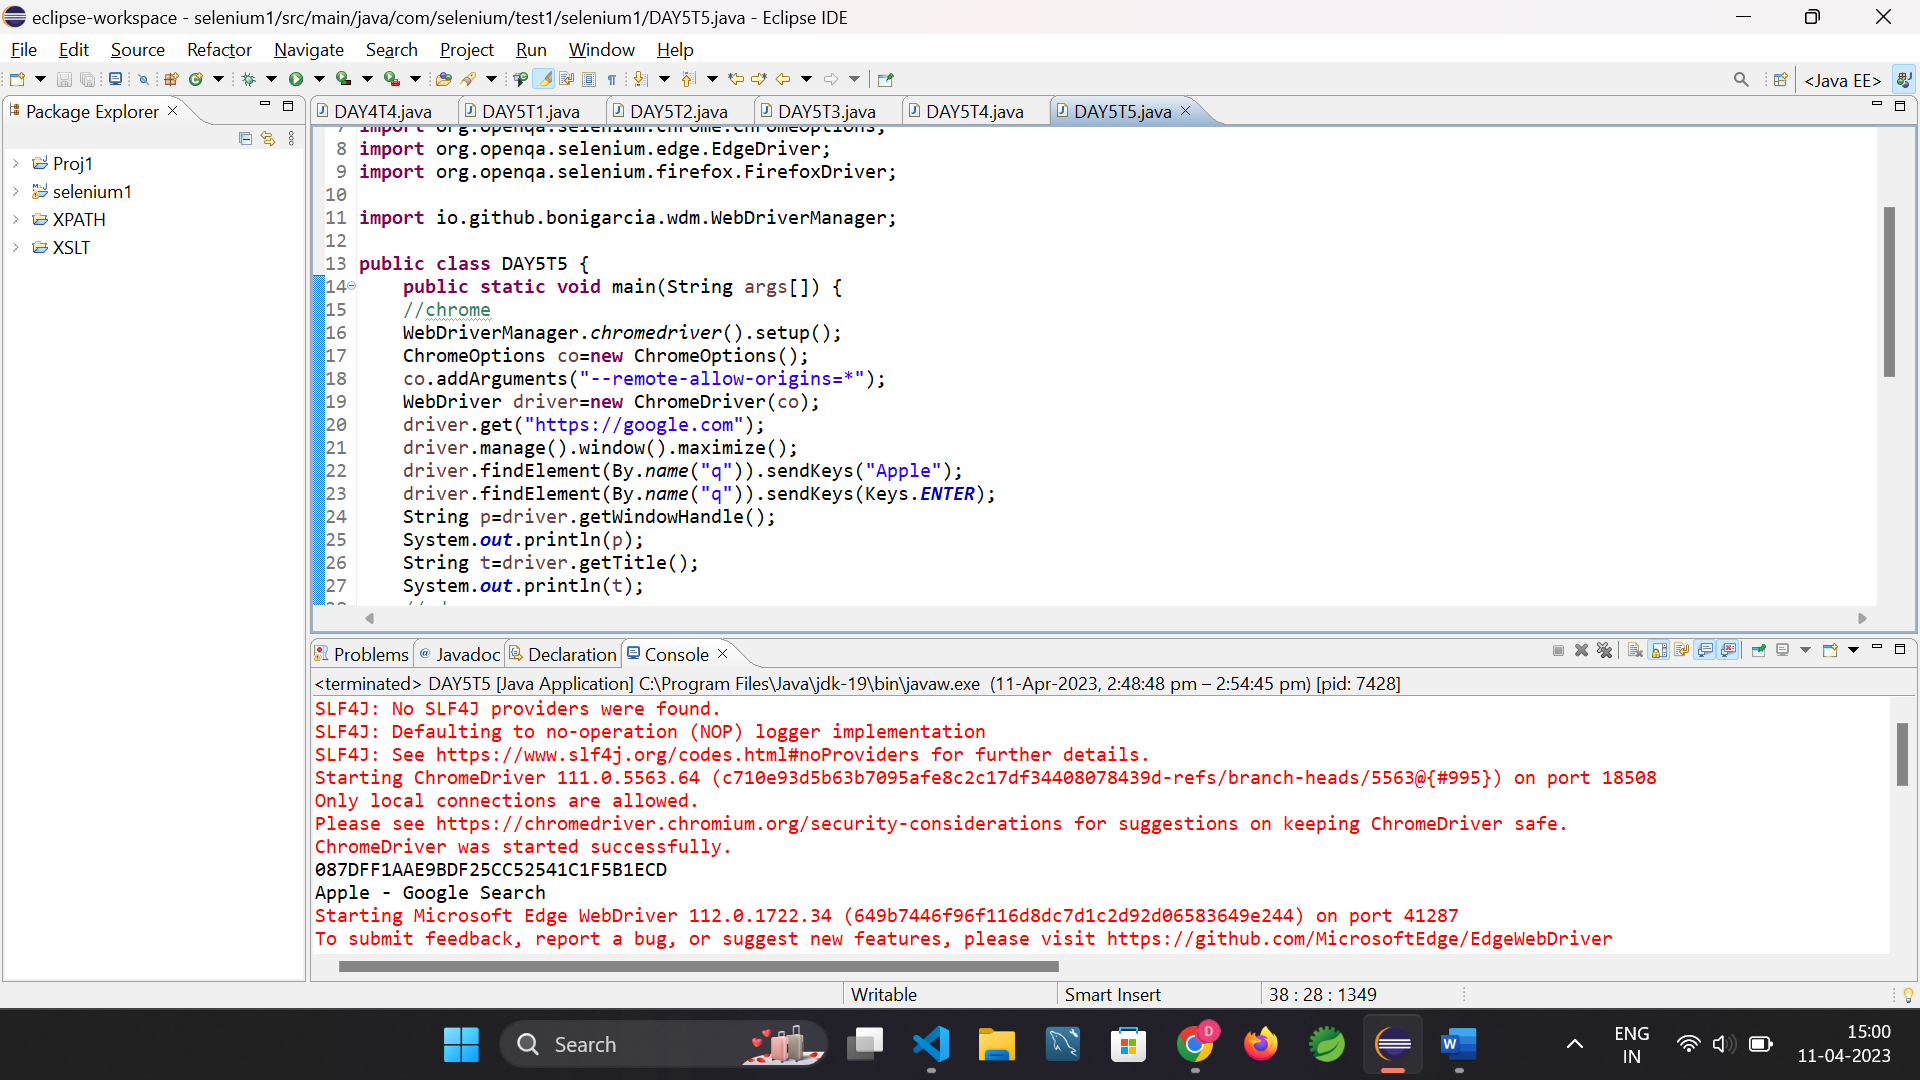 eclipse-workspace - selenium1/src/main/java/com/selenium/test1/selenium1/DAY5T5.java - Eclipse IDE
File Edit Source Refactor Navigate Search Project Run Window Help
<Java EE>
Package Explorer
Proj1
selenium1
XPATH
XSLT
DAY4T4.java DAY5T1.java DAY5T2.java DAY5T3.java DAY5T4.java DAY5T5.java
7 import org.openqa.selenium.chrome.ChromeOptions;
8 import org.openqa.selenium.edge.EdgeDriver;
9 import org.openqa.selenium.firefox.FirefoxDriver;
10
11 import io.github.bonigarcia.wdm.WebDriverManager;
12
13 public class DAY5T5 {
14 public static void main(String args[]) {
15 //chrome
16 WebDriverManager.chromedriver().setup();
17 ChromeOptions co=new ChromeOptions();
18 co.addArguments("--remote-allow-origins=*");
19 WebDriver driver=new ChromeDriver(co);
20 driver.get("https://google.com");
21 driver.manage().window().maximize();
22 driver.findElement(By.name("q")).sendKeys("Apple");
23 driver.findElement(By.name("q")).sendKeys(Keys.ENTER);
24 String p=driver.getWindowHandle();
25 System.out.println(p);
26 String t=driver.getTitle();
27 System.out.println(t);
Problems Javadoc Declaration Console
<terminated> DAY5T5 [Java Application] C:\Program Files\Java\jdk-19\bin\javaw.exe (11-Apr-2023, 2:48:48 pm – 2:54:45 pm) [pid: 7428]
SLF4J: No SLF4J providers were found.
SLF4J: Defaulting to no-operation (NOP) logger implementation
SLF4J: See https://www.slf4j.org/codes.html#noProviders for further details.
Starting ChromeDriver 111.0.5563.64 (c710e93d5b63b7095afe8c2c17df34408078439d-refs/branch-heads/5563@{#995}) on port 18508
Only local connections are allowed.
Please see https://chromedriver.chromium.org/security-considerations for suggestions on keeping ChromeDriver safe.
ChromeDriver was started successfully.
087DFF1AAE9BDF25CC52541C1F5B1ECD
Apple - Google Search
Starting Microsoft Edge WebDriver 112.0.1722.34 (649b7446f96f116d8dc7d1c2d92d06583649e244) on port 41287
To submit feedback, report a bug, or suggest new features, please visit https://github.com/MicrosoftEdge/EdgeWebDriver
Writable Smart Insert 38 : 28 : 1349
Search
D
ENG
IN
15:00
11-04-2023